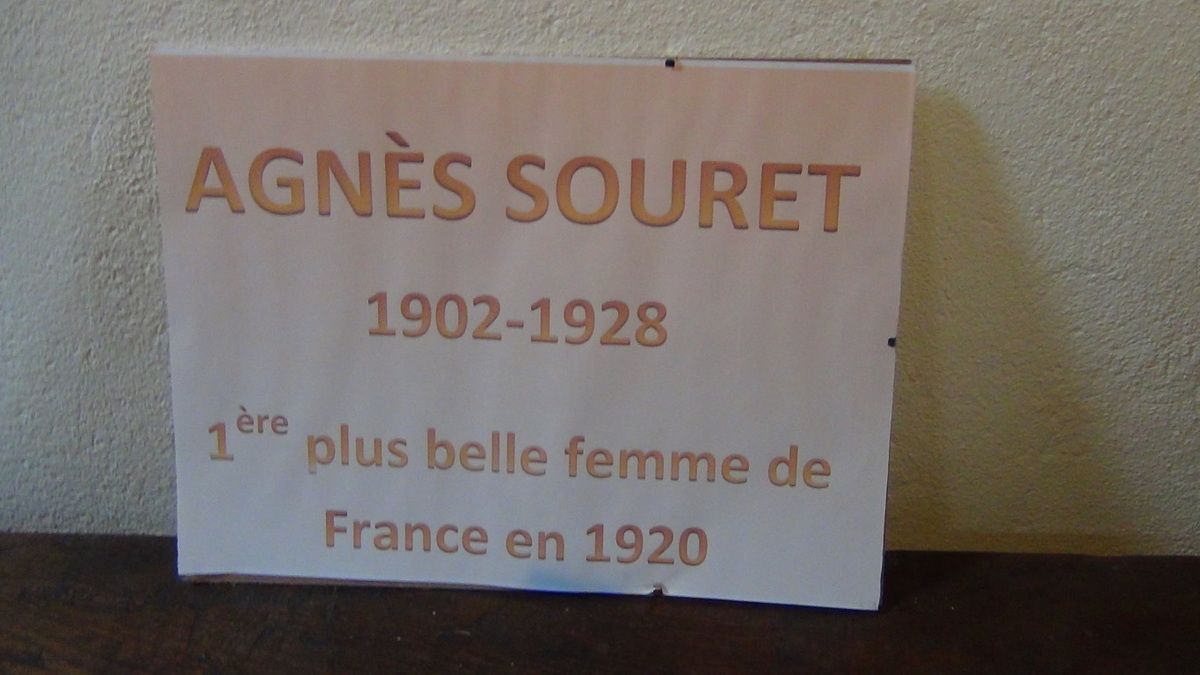 AGNÈS SOURET
1902-1928
1ère plus belle femme de
France en 1920